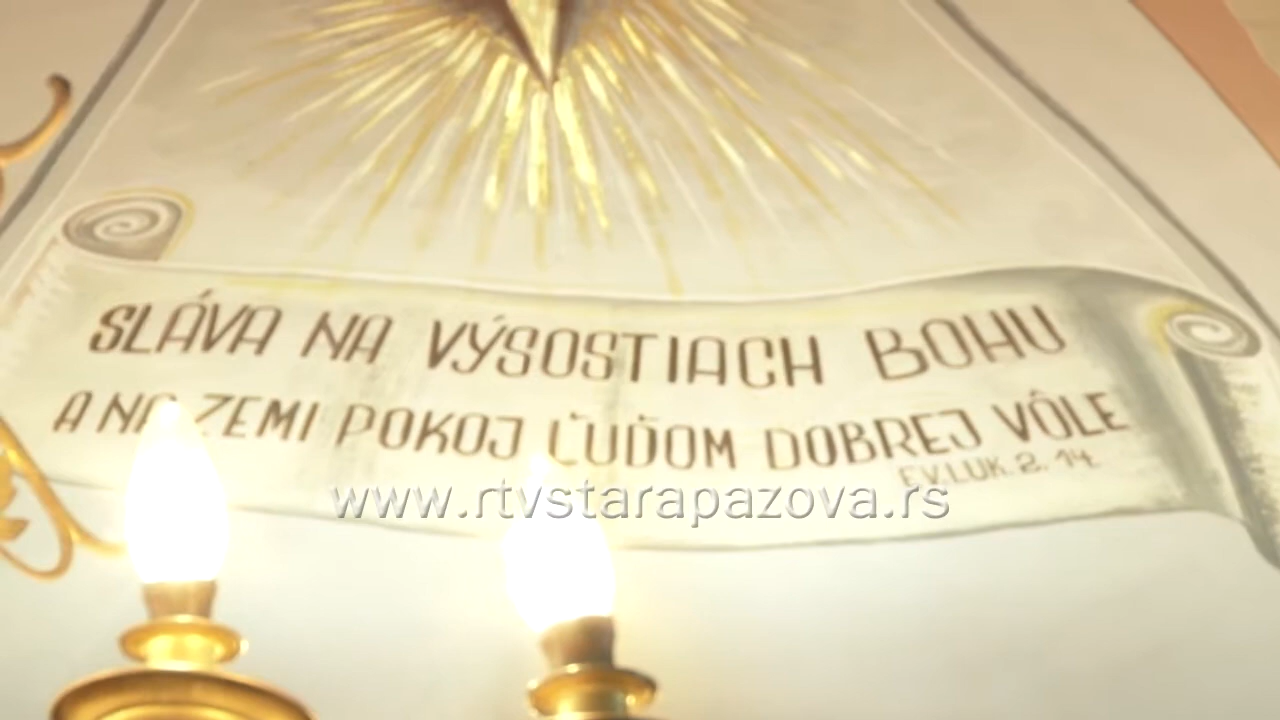 SLÁVA NA VÝSOSTIACH BOHU
A NA ZEMI POKOJ ĽUĎOM DOBREJ VÔLE
EV. LUK. 2. 14.
www.rtvstarapazova.rs